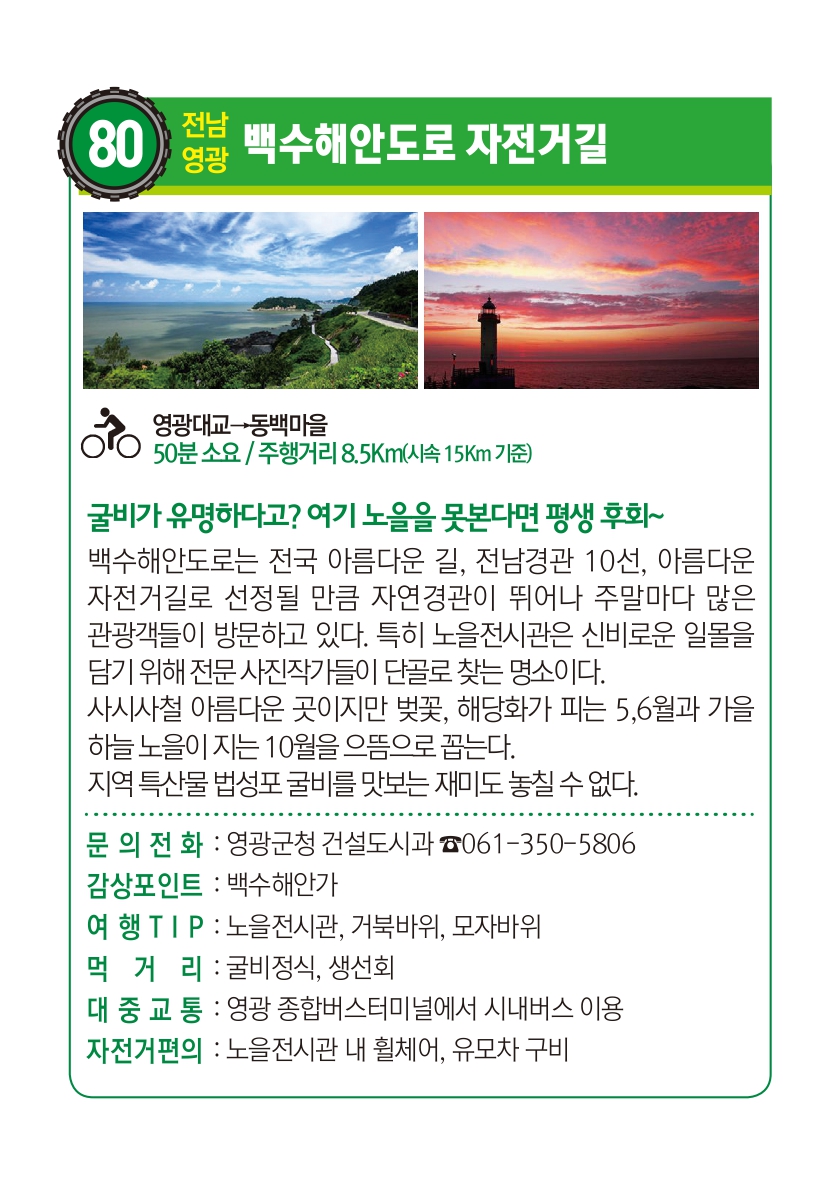 80
전남
영광
백수해안도로 자전거길
영광대교→동백마을
50분 소요 / 주행거리 8.5Km(시속 15Km 기준)
굴비가 유명하다고? 여기 노을을 못본다면 평생 후회~
백수해안도로는 전국 아름다운 길, 전남경관 10선, 아름다운
자전거길로 선정될 만큼 자연경관이 뛰어나 주말마다 많은
관광객들이 방문하고 있다. 특히 노을전시관은 신비로운 일몰을
담기 위해 전문 사진작가들이 단골로 찾는 명소이다.
사시사철 아름다운 곳이지만 벚꽃, 해당화가 피는 5,6월과 가을
하늘 노을이 지는 10월을 으뜸으로 꼽는다.
지역 특산물 법성포 굴비를 맛보는 재미도 놓칠 수 없다.
문 의 전 화 : 영광군청 건설도시과 ☎061-350-5806
감상포인트 : 백수해안가
여 행 T I P : 노을전시관, 거북바위, 모자바위
먹 거 리 : 굴비정식, 생선회
대 중 교 통 : 영광 종합버스터미널에서 시내버스 이용
자전거편의 : 노을전시관 내 휠체어, 유모차 구비